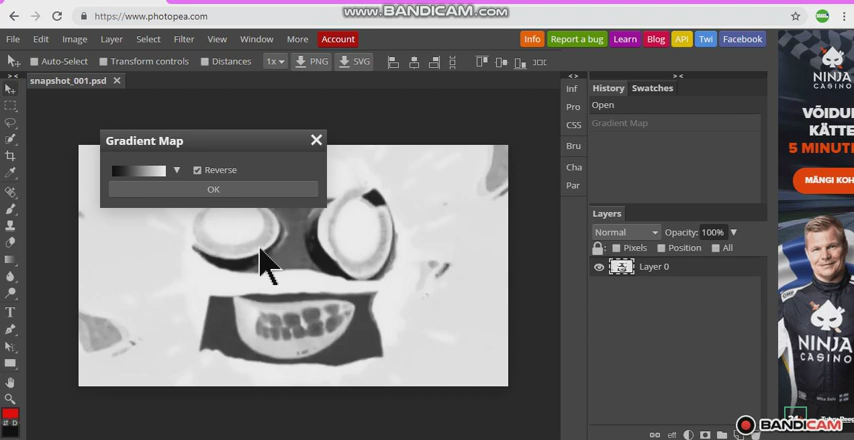 WWW.BANDICAM.COM
https://www.photopea.com
File Edit Image Layer Select Filter View Window More Account
Info Report a bug Learn Blog API Twi Facebook
Auto-Select Transform controls Distances 1x PNG SVG
snapshot_001.psd
Gradient Map
Reverse
OK
Inf
Pro
CSS
Bru
Cha
Par
History Swatches
Open
Gradient Map
Layers
Normal Opacity: 100%
Pixels Position All
Layer 0
eff
NINJA
CASINO
VÕIDU
KÄTTE
5 MINUTI
MÄNGI KOH
NINJA
CASINO
BANDICAM